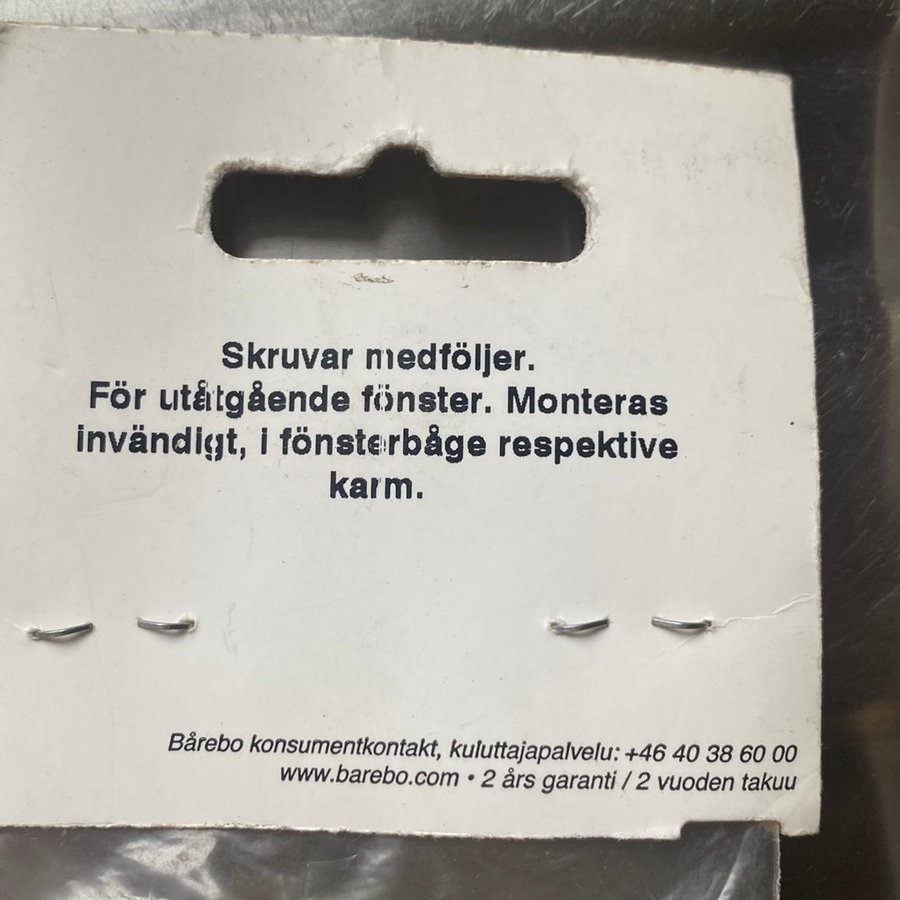 Skruvar medföljer.
För utåtgående fönster. Monteras
invändigt, i fönsterbåge respektive
karm.
Bårebo konsumentkontakt, kuluttajapalvelu: +46 40 38 60 00
www.barebo.com • 2 års garanti / 2 vuoden takuu